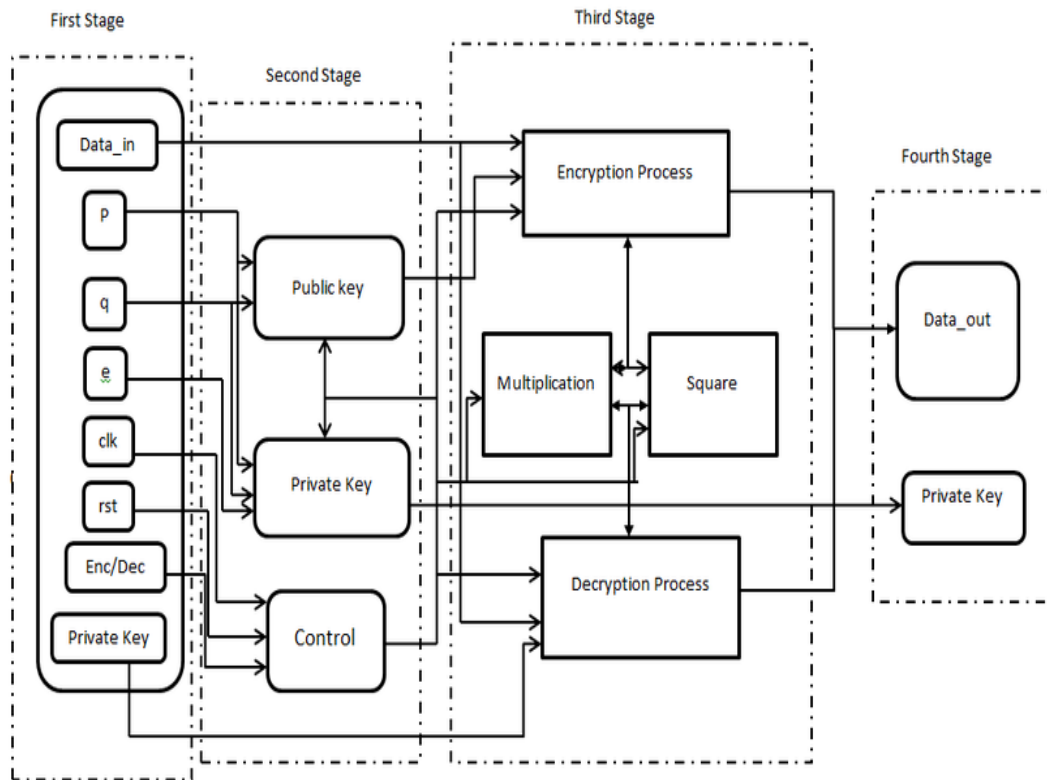 First Stage
Second Stage
Third Stage
Fourth Stage
Data_in
P
q
e
clk
rst
Enc/Dec
Private Key
Public key
Private Key
Control
Encryption Process
Multiplication
Square
Decryption Process
Data_out
Private Key